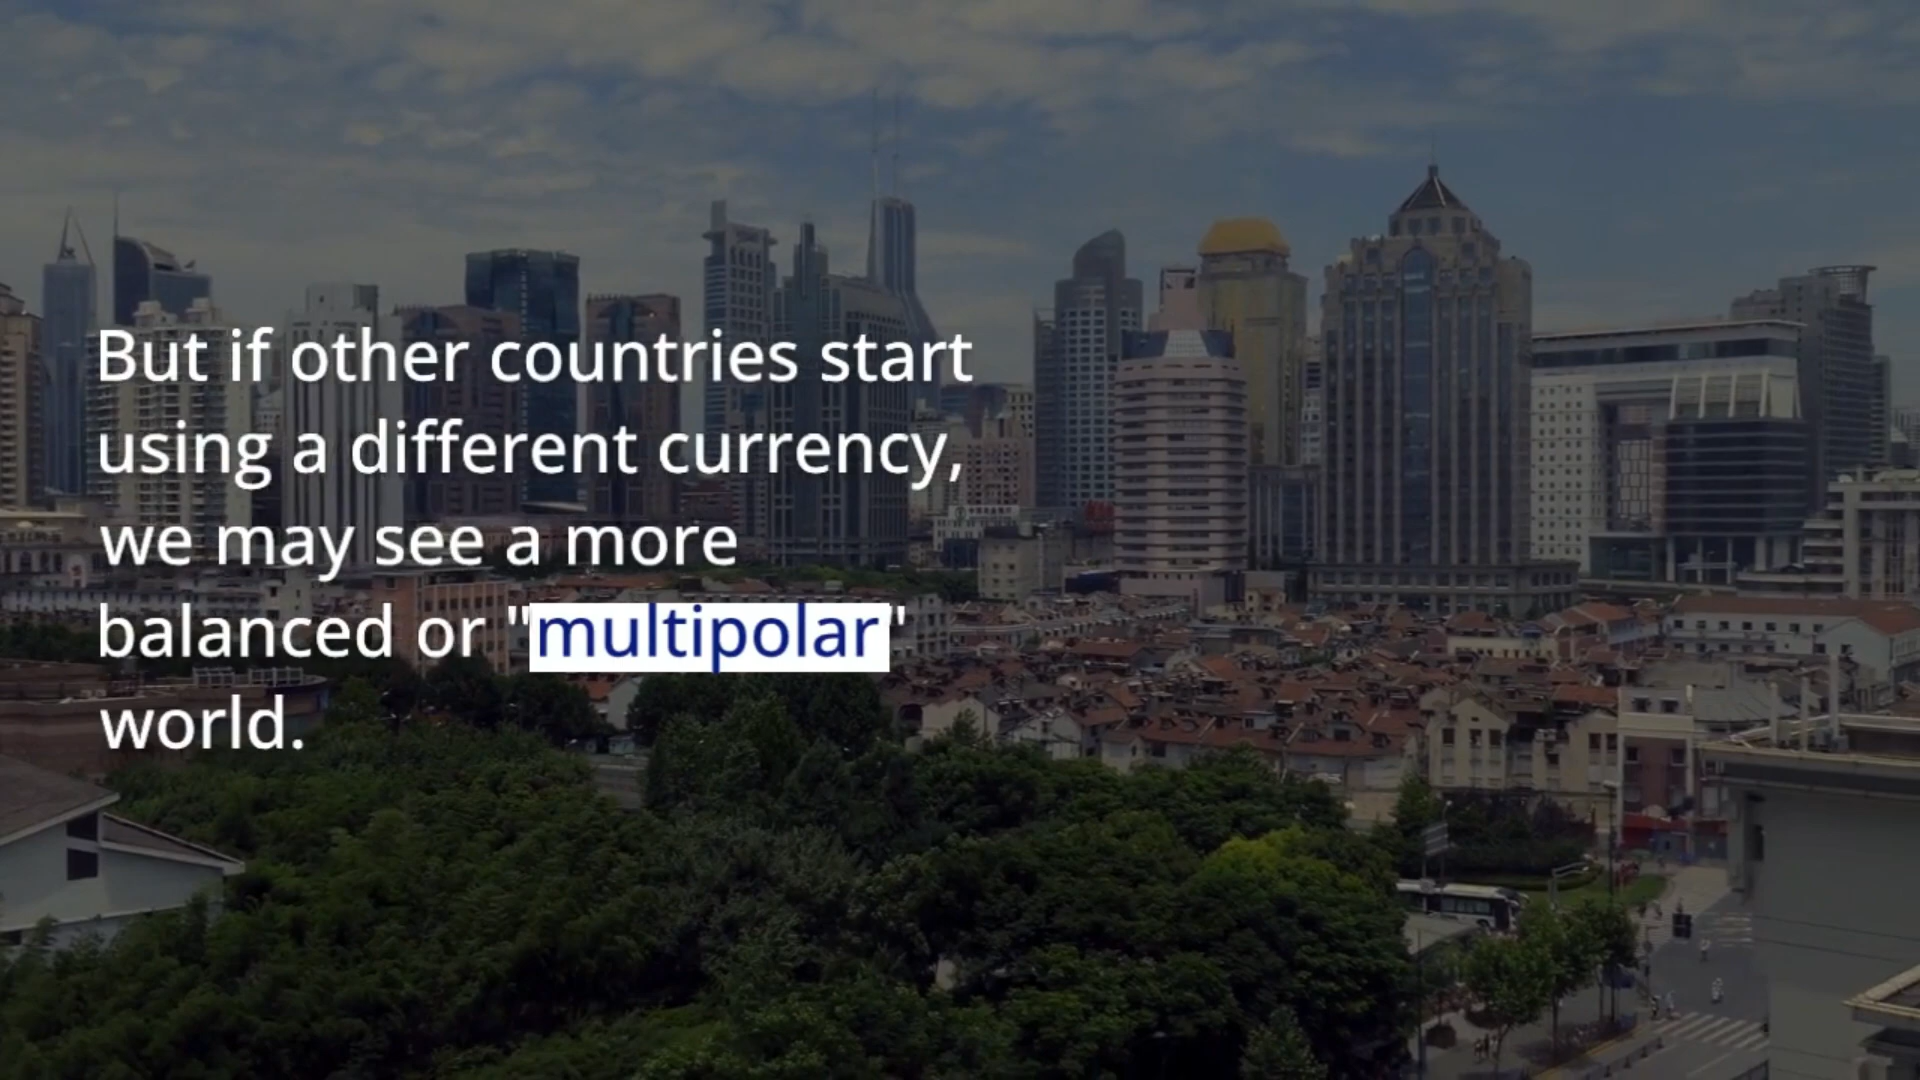 But if other countries start
using a different currency,
we may see a more
balanced or "multipolar"
world.